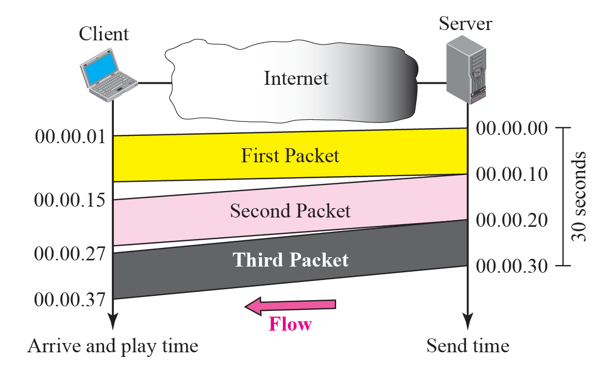 Client
Server
Internet
00.00.01
00.00.00
First Packet
00.00.10
00.00.15
Second Packet
00.00.20
30 seconds
00.00.27
Third Packet
00.00.30
00.00.37
Flow
Arrive and play time
Send time